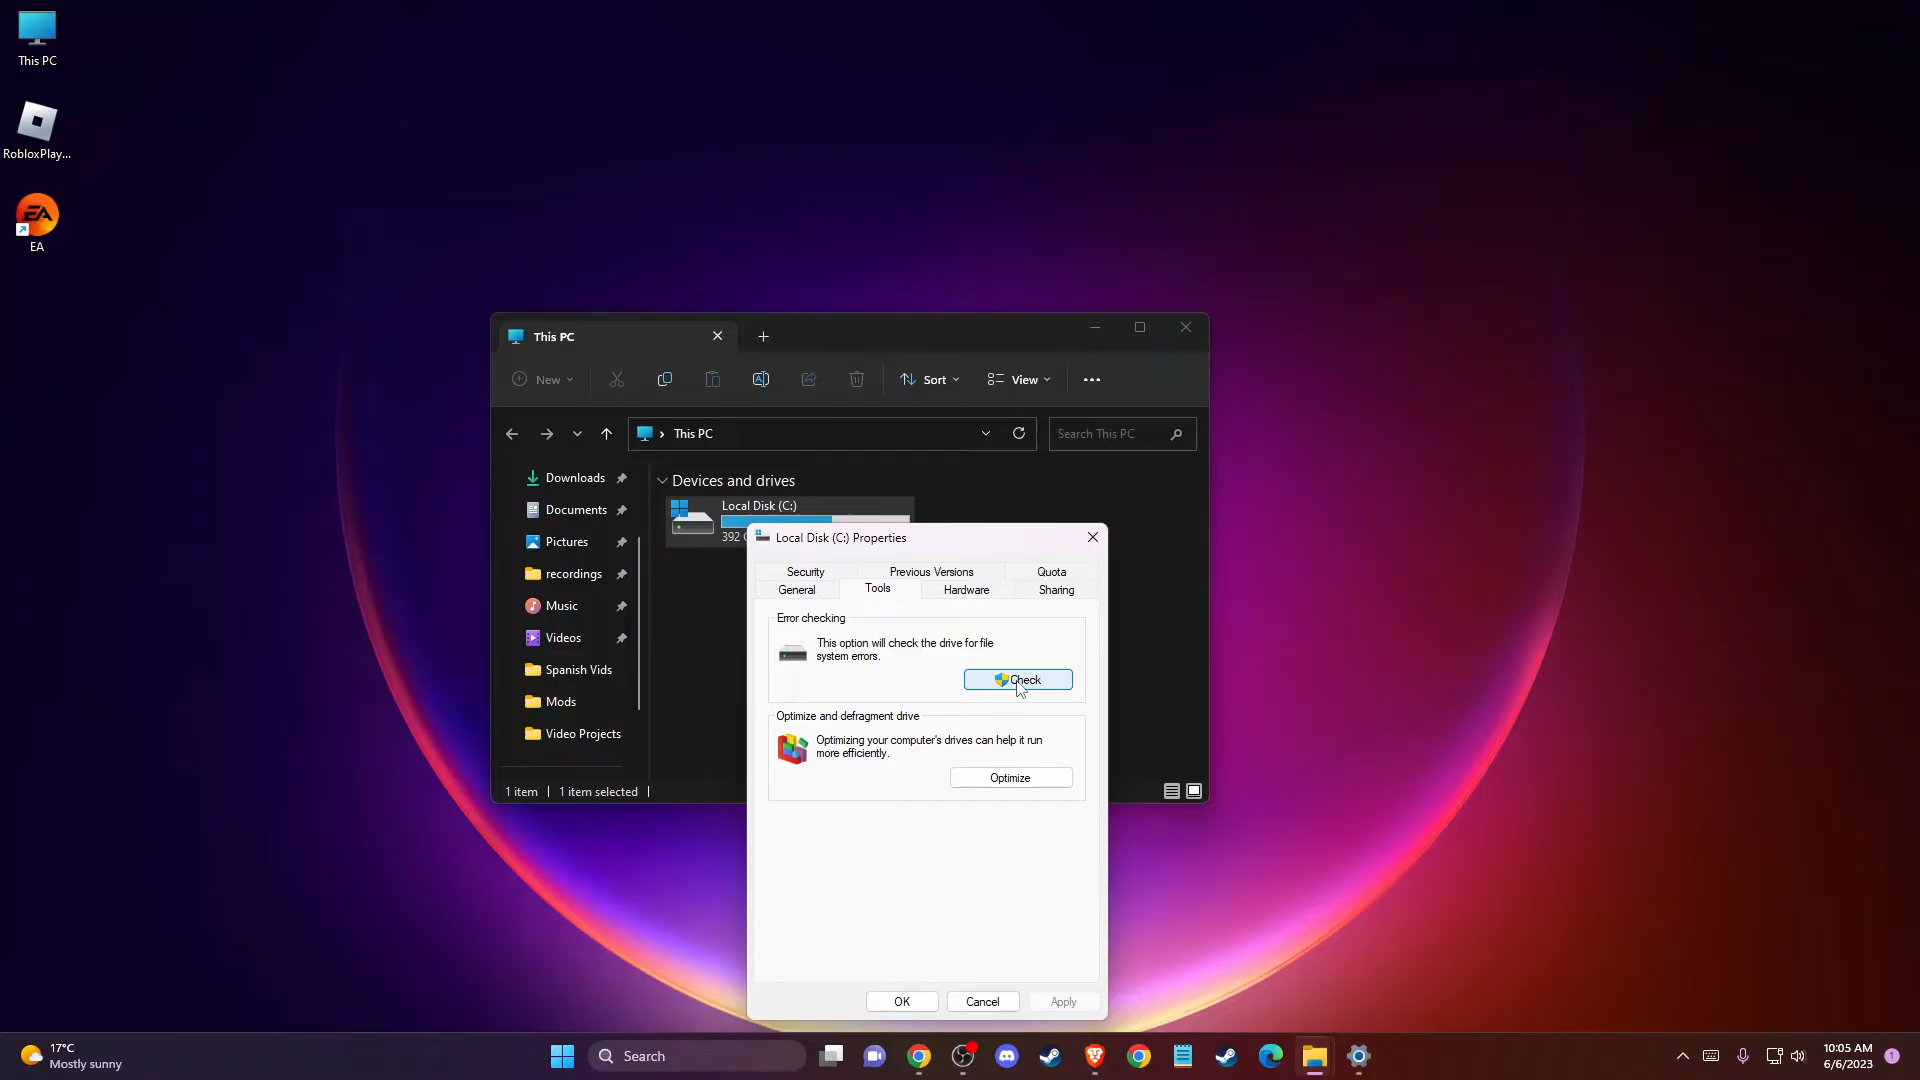 This PC
RobloxPlay...
EA
This PC
New
Sort
View
This PC
Search This PC
Downloads
Documents
Pictures
recordings
Music
Videos
Spanish Vids
Mods
Video Projects
Devices and drives
Local Disk (C:)
392 G
1 item
1 item selected
Local Disk (C:) Properties
Security
Previous Versions
Quota
General
Tools
Hardware
Sharing
Error checking
This option will check the drive for file
system errors.
Check
Optimize and defragment drive
Optimizing your computer's drives can help it run
more efficiently.
Optimize
OK
Cancel
Apply
17°C
Mostly sunny
Search
10:05 AM
6/6/2023
1